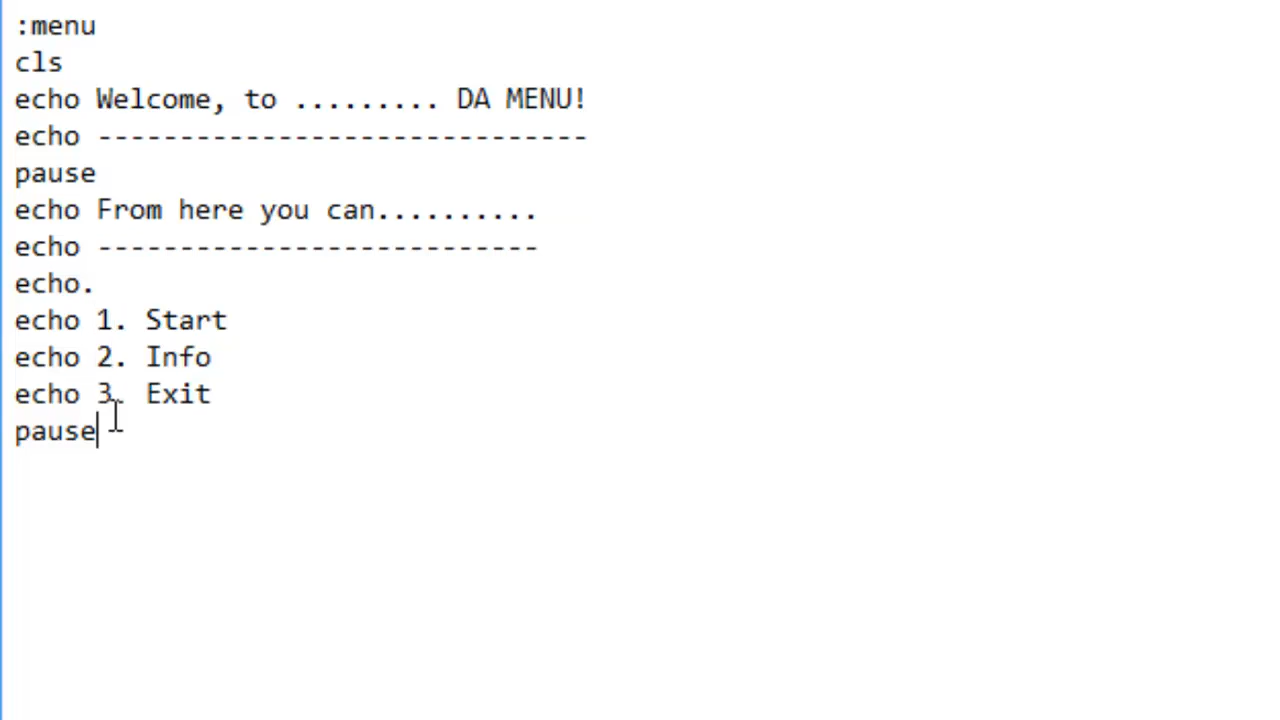 :menu
cls
echo Welcome, to ......... DA MENU!
echo ------------------------------
pause
echo From here you can..........
echo ---------------------------
echo.
echo 1. Start
echo 2. Info
echo 3. Exit
pause